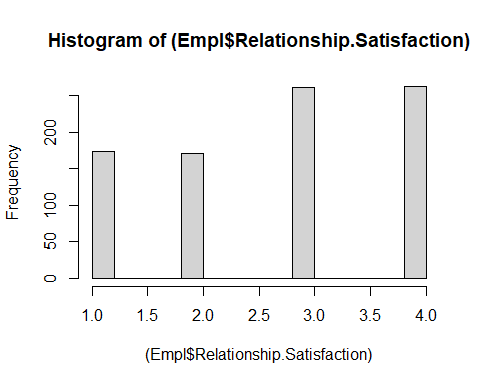 Histogram of (Empl$Relationship.Satisfaction)
Frequency
200
100
50
0
1.0 1.5 2.0 2.5 3.0 3.5 4.0
(Empl$Relationship.Satisfaction)